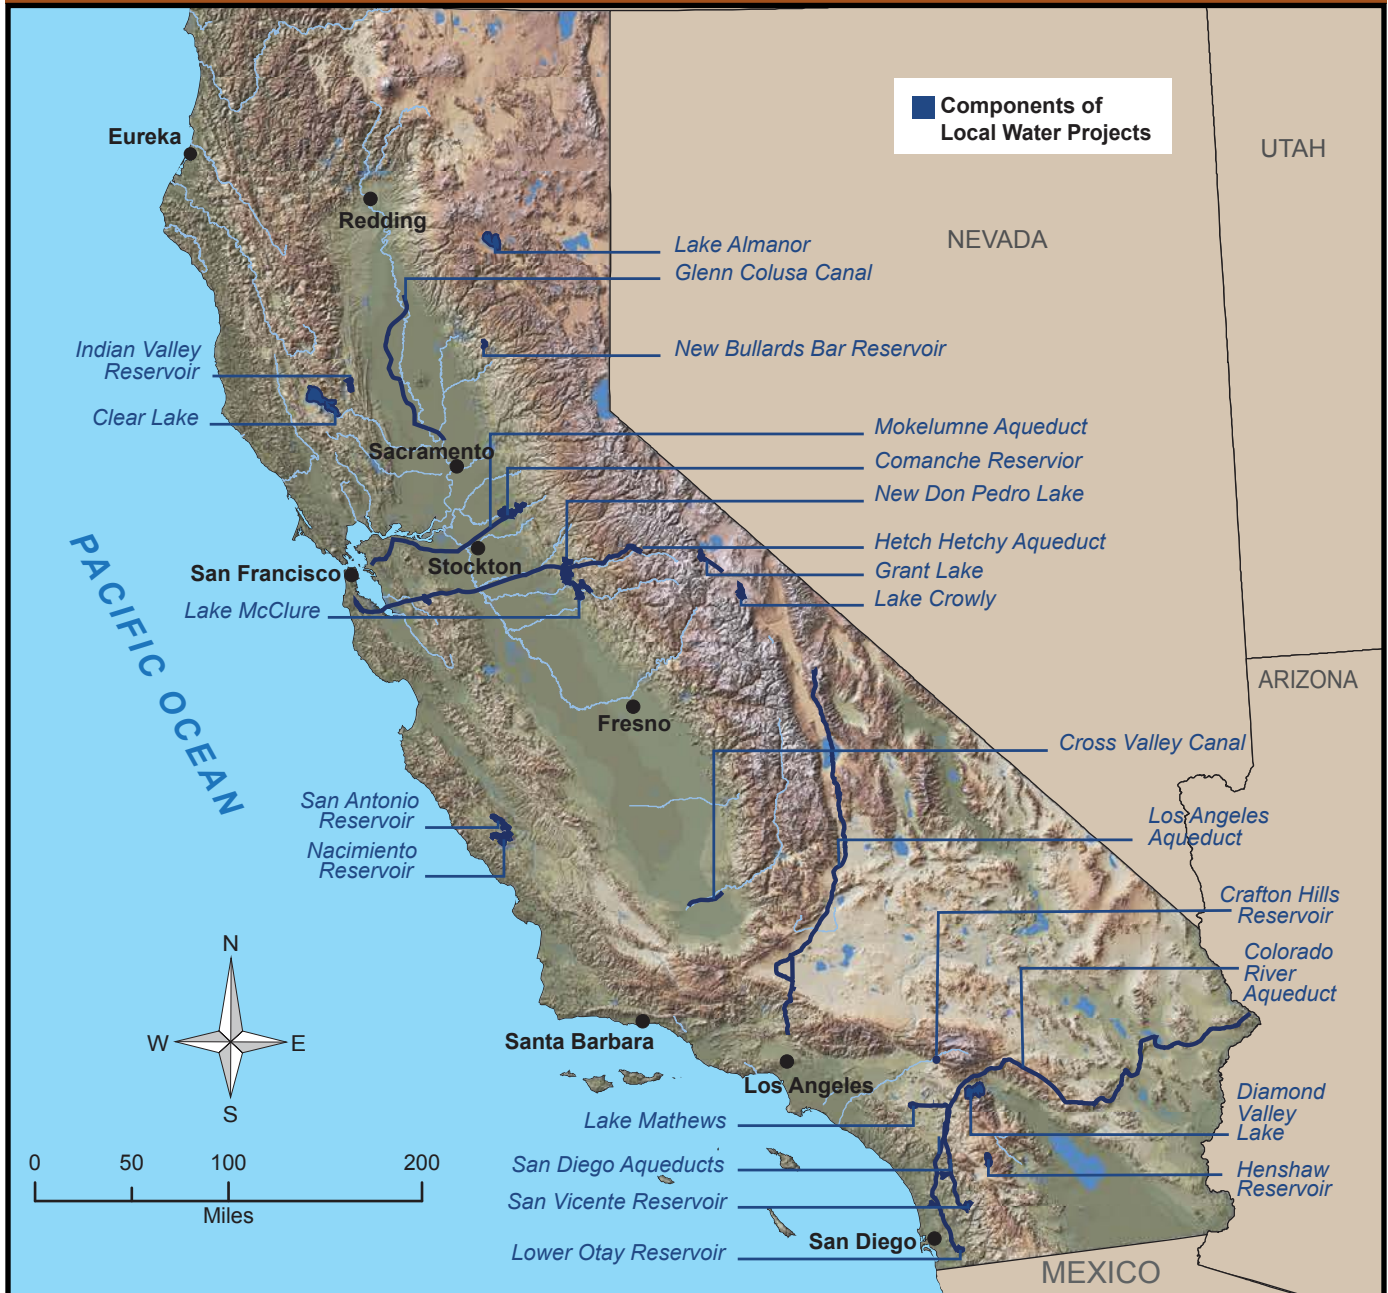 Components of
Local Water Projects
UTAH
Eureka
Redding
NEVADA
Lake Almanor
Glenn Colusa Canal
Indian Valley
Reservoir
New Bullards Bar Reservoir
Clear Lake
Mokelumne Aqueduct
Sacramento
Comanche Reservior
New Don Pedro Lake
Hetch Hetchy Aqueduct
Stockton
San Francisco
Grant Lake
Lake Crowly
Lake McClure
PACIFIC OCEAN
ARIZONA
Fresno
Cross Valley Canal
San Antonio
Reservoir
Los Angeles
Aqueduct
Nacimiento
Reservoir
Crafton Hills
Reservoir
Colorado
River
Aqueduct
N
W
E
S
Santa Barbara
Los Angeles
Diamond
Valley
Lake
Lake Mathews
0 50 100 200
Miles
San Diego Aqueducts
Henshaw
Reservoir
San Vicente Reservoir
San Diego
Lower Otay Reservoir
MEXICO